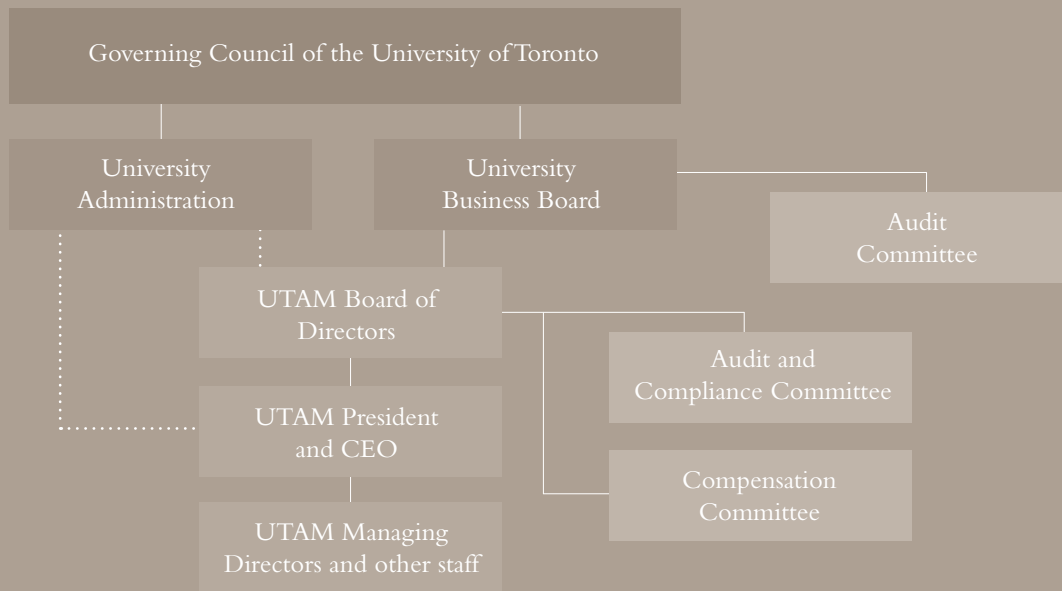 Governing Council of the University of Toronto
University
Administration
University
Business Board
Audit
Committee
UTAM Board of
Directors
Audit and
Compliance Committee
UTAM President
and CEO
Compensation
Committee
UTAM Managing
Directors and other staff